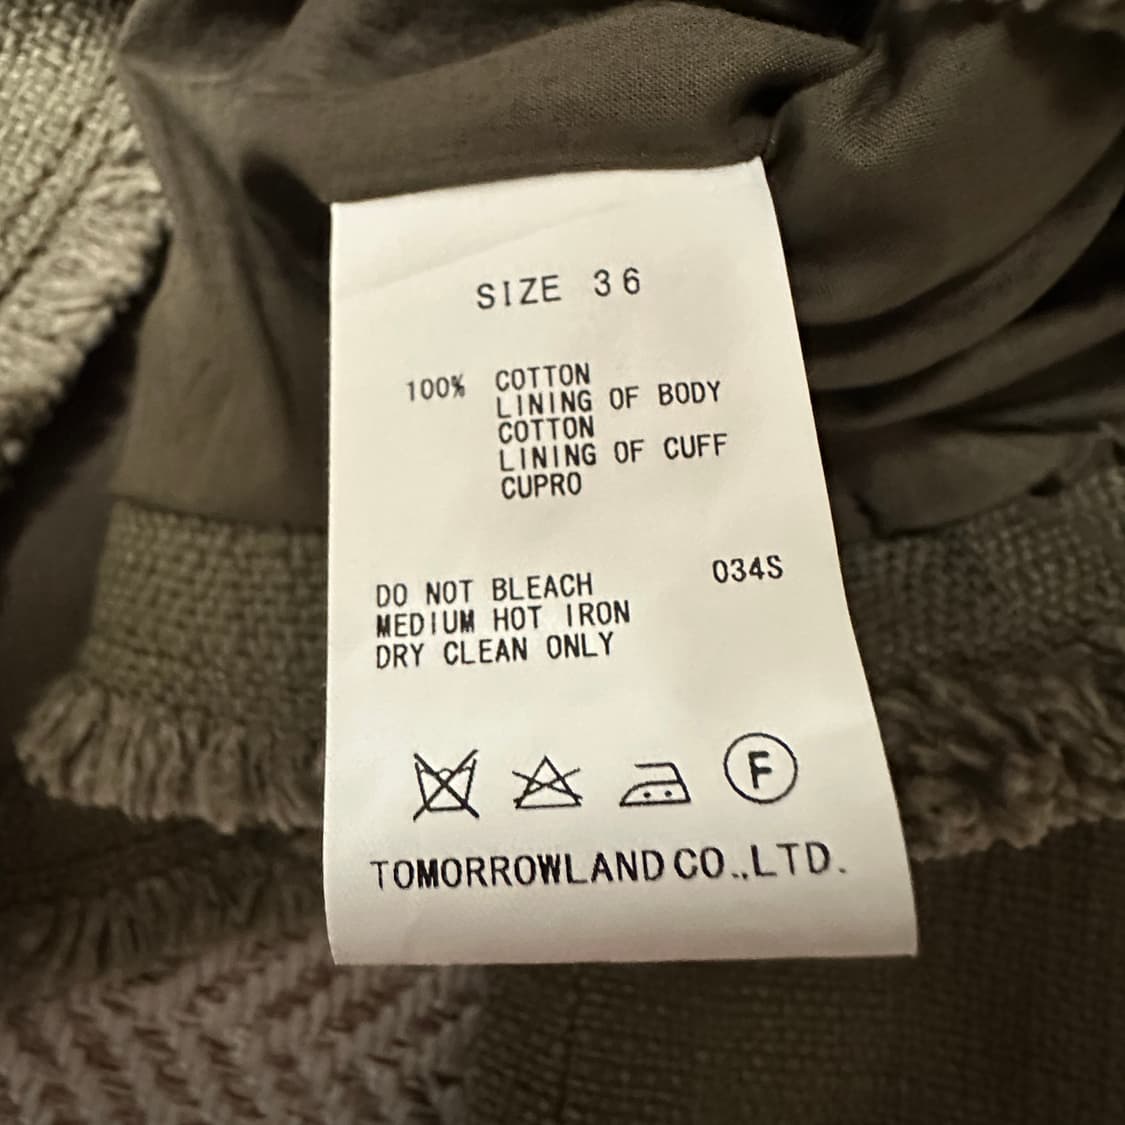 SIZE 36
100% COTTON
LINING OF BODY
COTTON
LINING OF CUFF
CUPRO
DO NOT BLEACH 034S
MEDIUM HOT IRON
DRY CLEAN ONLY
F
TOMORROWLAND CO.,LTD.